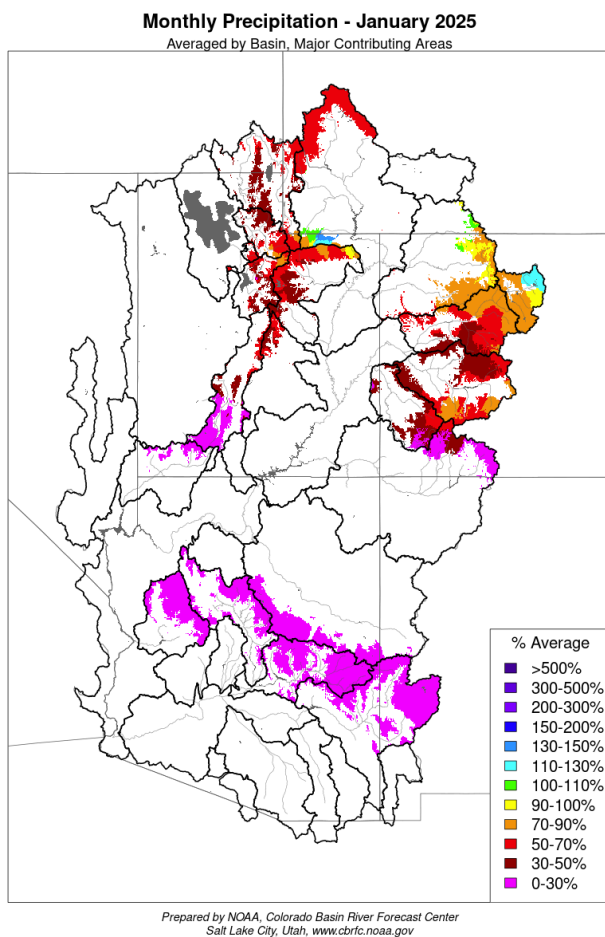 Monthly Precipitation - January 2025
Averaged by Basin, Major Contributing Areas
% Average
>500%
300-500%
200-300%
150-200%
130-150%
110-130%
100-110%
90-100%
70-90%
50-70%
30-50%
0-30%
Prepared by NOAA, Colorado Basin River Forecast Center
Salt Lake City, Utah, www.cbrfc.noaa.gov